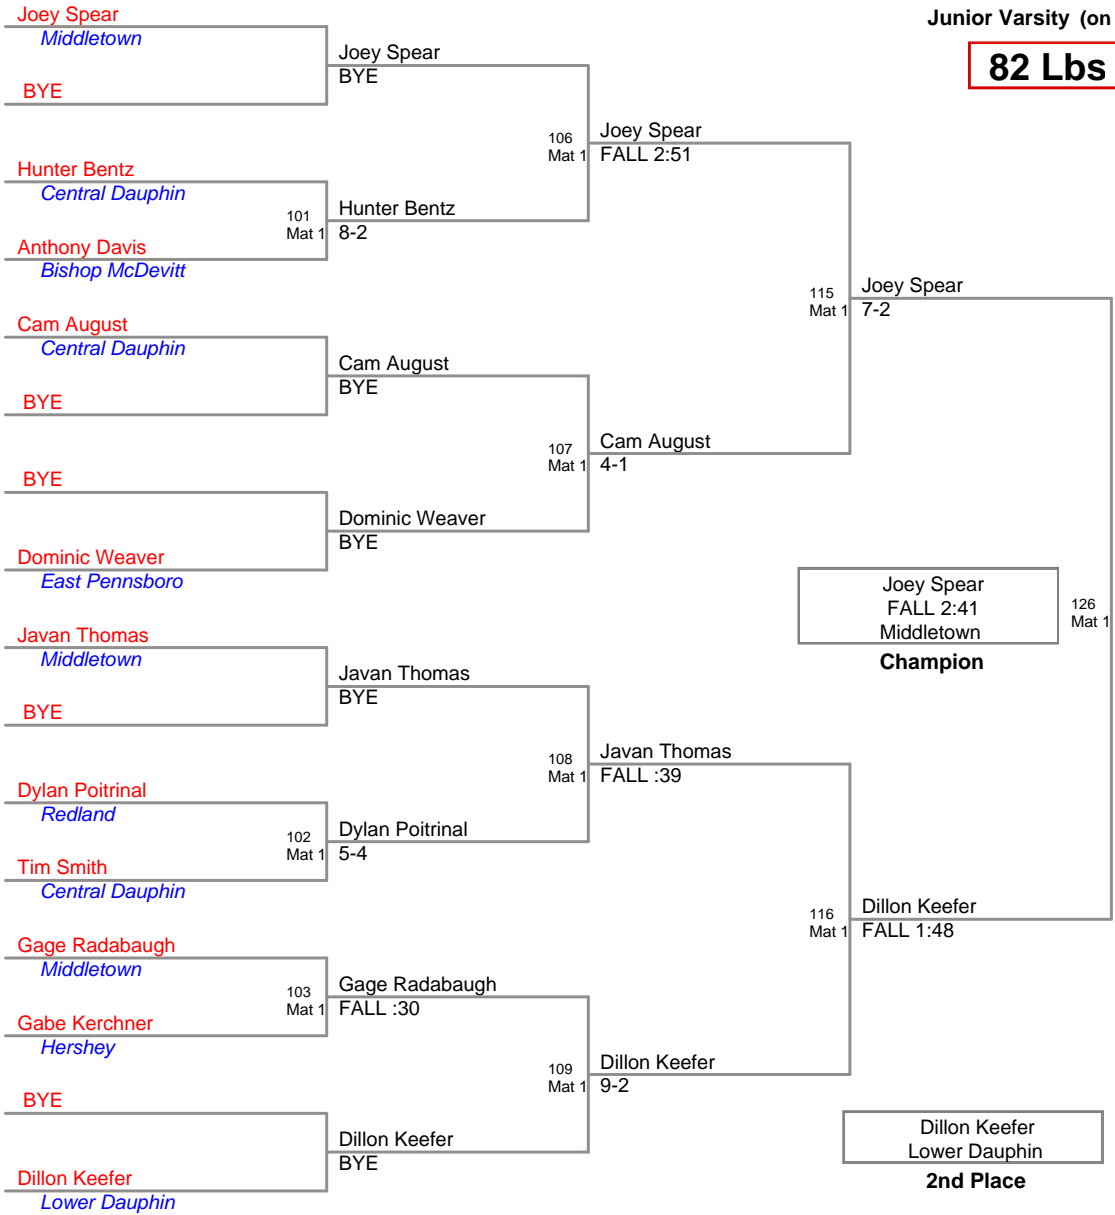 Junior Varsity (on
82 Lbs
Joey Spear
Middletown
BYE
Hunter Bentz
Central Dauphin
Anthony Davis
Bishop McDevitt
Cam August
Central Dauphin
BYE
BYE
Dominic Weaver
East Pennsboro
Javan Thomas
Middletown
BYE
Dylan Poitrinal
Redland
Tim Smith
Central Dauphin
Gage Radabaugh
Middletown
Gabe Kerchner
Hershey
BYE
Dillon Keefer
Lower Dauphin
Joey Spear
BYE
101
Mat 1
Hunter Bentz
8-2
Cam August
BYE
Dominic Weaver
BYE
Javan Thomas
BYE
102
Mat 1
Dylan Poitrinal
5-4
103
Mat 1
Gage Radabaugh
FALL :30
Dillon Keefer
BYE
106
Mat 1
Joey Spear
FALL 2:51
107
Mat 1
Cam August
4-1
108
Mat 1
Javan Thomas
FALL :39
109
Mat 1
Dillon Keefer
9-2
115
Mat 1
Joey Spear
7-2
116
Mat 1
Dillon Keefer
FALL 1:48
126
Mat 1
Joey Spear
FALL 2:41
Middletown
Champion
Dillon Keefer
Lower Dauphin
2nd Place